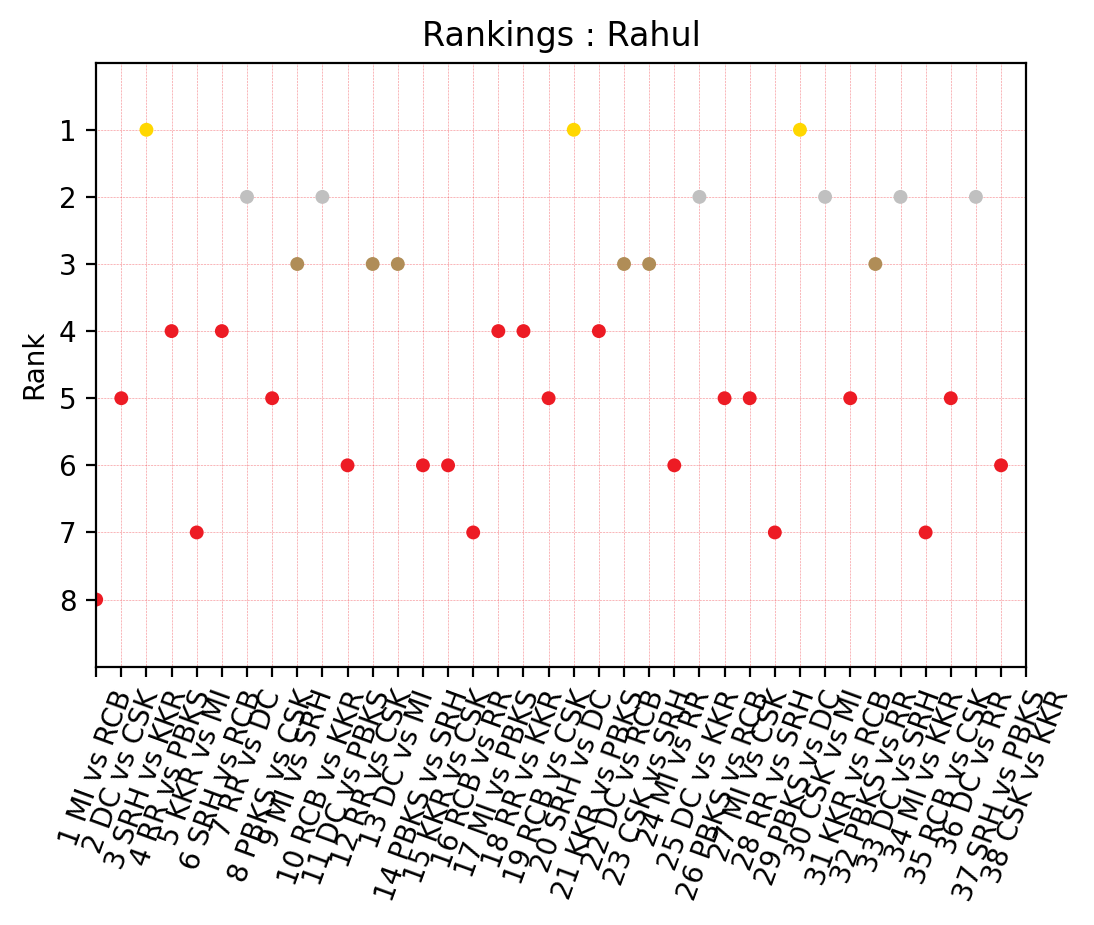 Rankings : Rahul
Rank
1
2
3
4
5
6
7
8
1 MI vs RCB
2 DC vs CSK
3 SRH vs KKR
4 RR vs PBKS
5 KKR vs MI
6 SRH vs RCB
7 RR vs DC
8 PBKS vs CSK
9 MI vs SRH
10 RCB vs KKR
11 DC vs PBKS
12 RR vs CSK
13 DC vs MI
14 PBKS vs SRH
15 KKR vs CSK
16 RCB vs RR
17 MI vs PBKS
18 RR vs KKR
19 RCB vs CSK
20 SRH vs DC
21 KKR vs PBKS
22 DC vs RCB
23 CSK vs SRH
24 MI vs RR
25 DC vs KKR
26 PBKS vs RCB
27 MI vs CSK
28 RR vs SRH
29 PBKS vs DC
30 CSK vs MI
31 KKR vs RCB
32 PBKS vs RR
33 DC vs SRH
34 MI vs KKR
35 RCB vs CSK
36 DC vs RR
37 SRH vs PBKS
38 CSK vs KKR